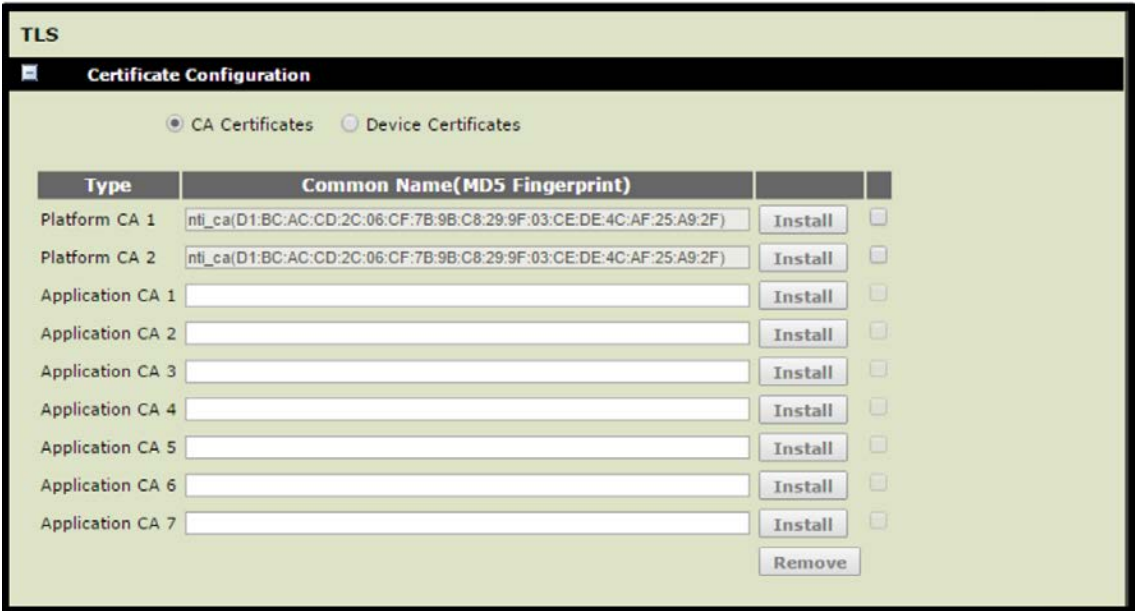 TLS
Certificate Configuration
CA Certificates Device Certificates
Type Common Name(MD5 Fingerprint)
Platform CA 1 nti_ca(D1:BC:AC:CD:2C:06:CF:7B:9B:C8:29:9F:03:CE:DE:4C:AF:25:A9:2F) Install
Platform CA 2 nti_ca(D1:BC:AC:CD:2C:06:CF:7B:9B:C8:29:9F:03:CE:DE:4C:AF:25:A9:2F) Install
Application CA 1 Install
Application CA 2 Install
Application CA 3 Install
Application CA 4 Install
Application CA 5 Install
Application CA 6 Install
Application CA 7 Install
Remove